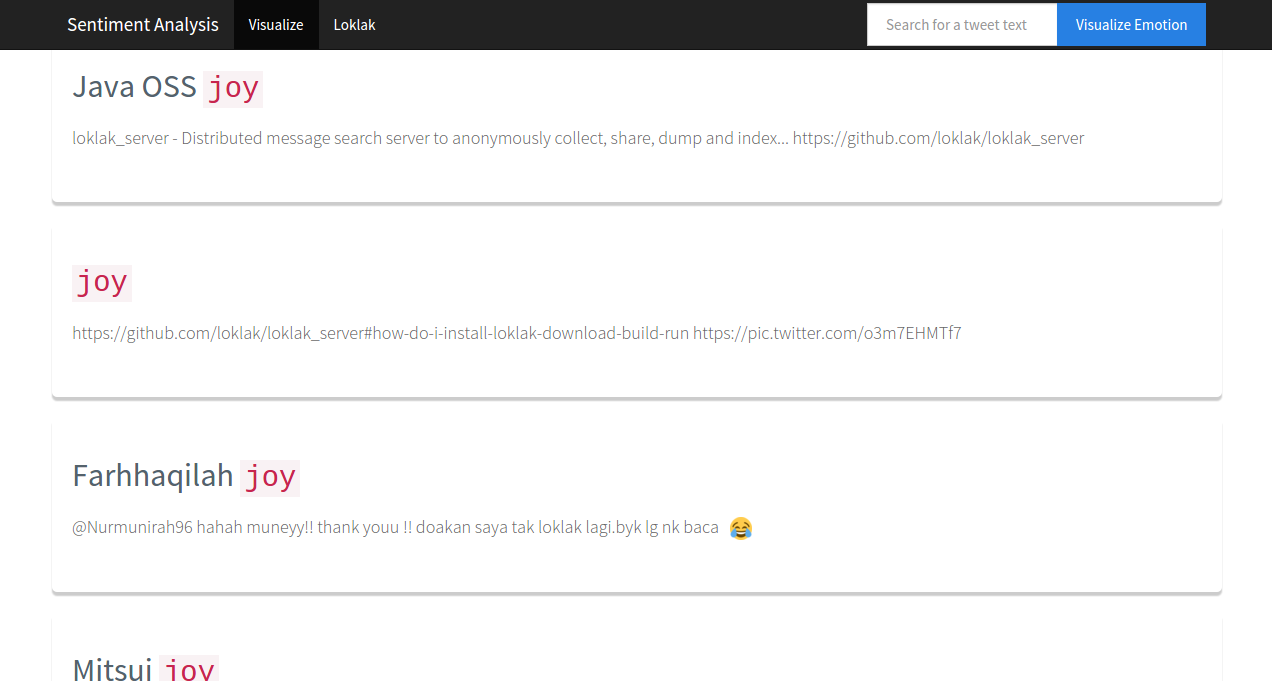 Sentiment Analysis Visualize Loklak Search for a tweet text Visualize Emotion
Java OSS joy
loklak_server - Distributed message search server to anonymously collect, share, dump and index... https://github.com/loklak/loklak_server
joy
https://github.com/loklak/loklak_server#how-do-i-install-loklak-download-build-run https://pic.twitter.com/o3m7EHMTf7
Farhhaqilah joy
@Nurmunirah96 hahah muneyy!! thank youu !! doakan saya tak loklak lagi.byk lg nk baca 😂
Mitsui joy